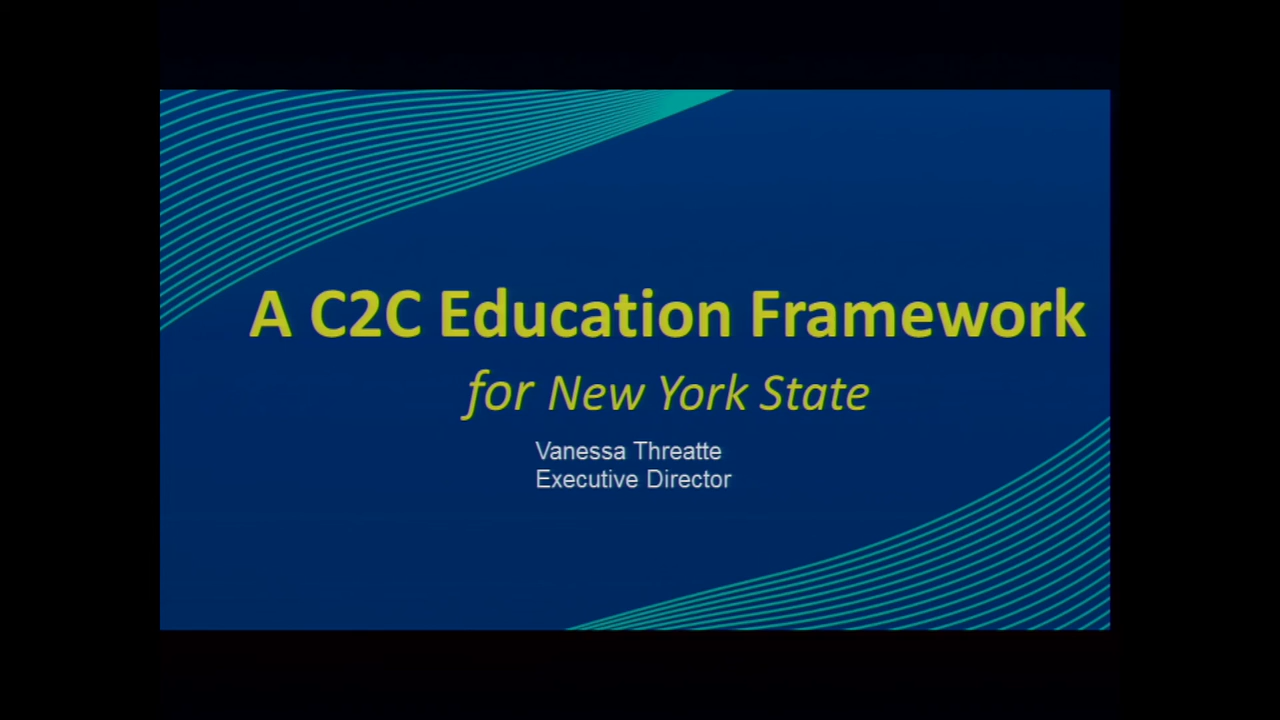 A C2C Education Framework
for New York State
Vanessa Threatte
Executive Director